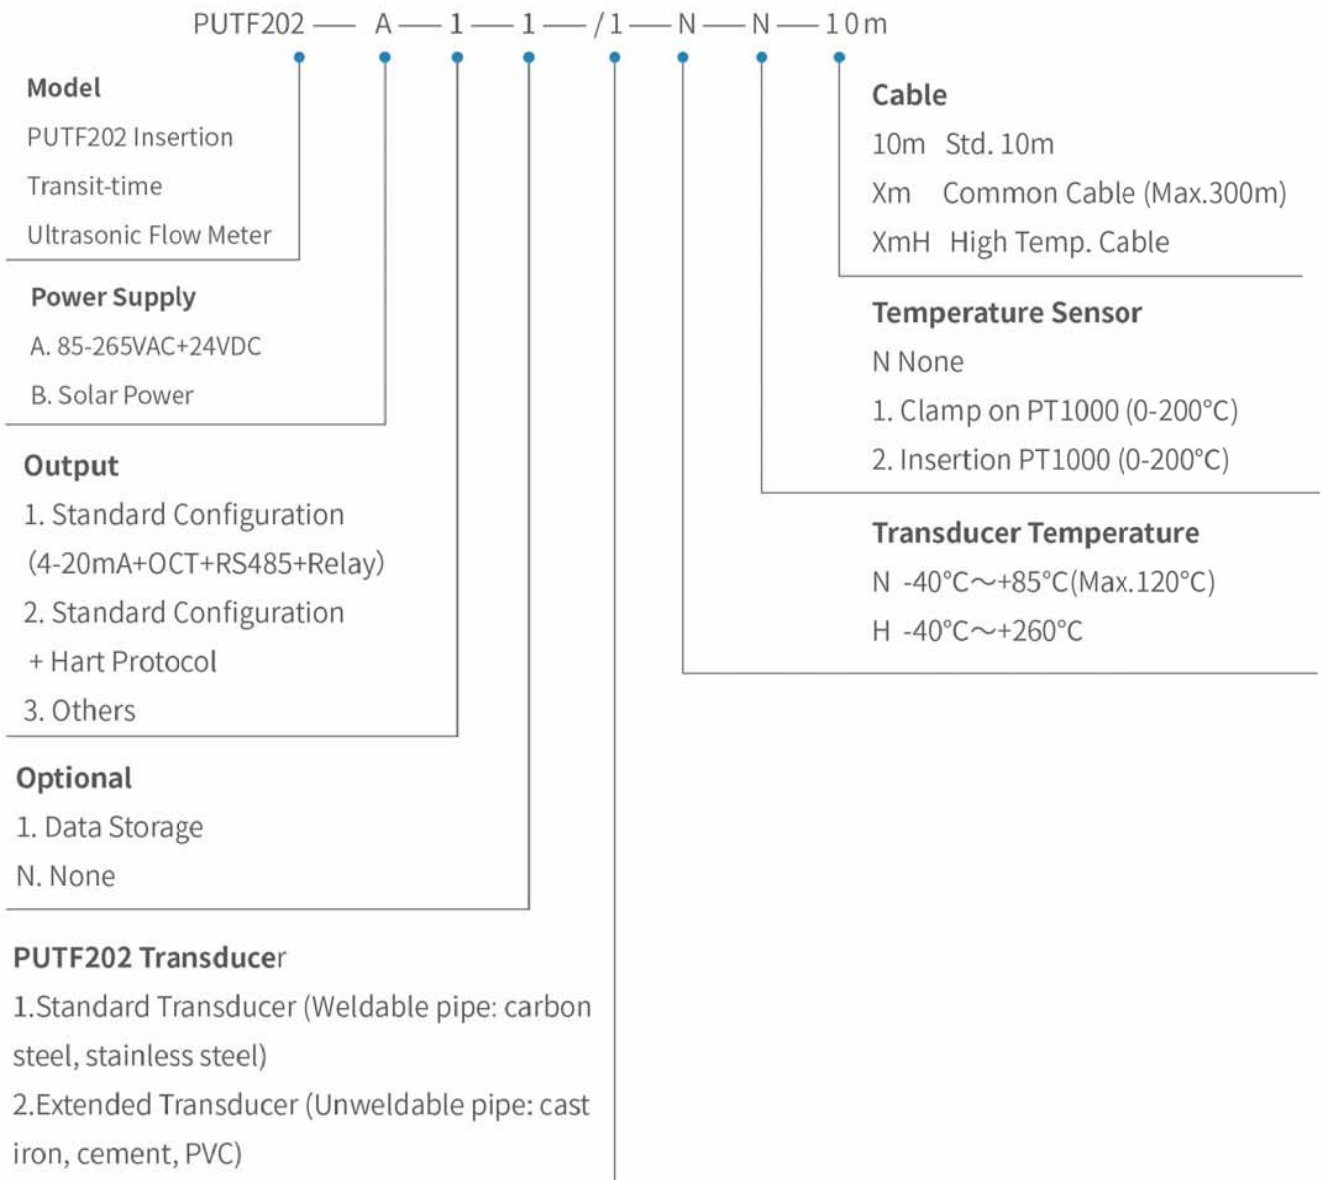 PUTF202 — A — 1 — 1 — /1 — N — N — 10m
Model
PUTF202 Insertion
Transit-time
Ultrasonic Flow Meter
Power Supply
A. 85-265VAC+24VDC
B. Solar Power
Output
1. Standard Configuration
(4-20mA+OCT+RS485+Relay)
2. Standard Configuration
+ Hart Protocol
3. Others
Optional
1. Data Storage
N. None
PUTF202 Transducer
1.Standard Transducer (Weldable pipe: carbon
steel, stainless steel)
2.Extended Transducer (Unweldable pipe: cast
iron, cement, PVC)
Cable
10m Std. 10m
Xm Common Cable (Max.300m)
XmH High Temp. Cable
Temperature Sensor
N None
1. Clamp on PT1000 (0-200°C)
2. Insertion PT1000 (0-200°C)
Transducer Temperature
N -40°C～+85°C(Max.120°C)
H -40°C～+260°C